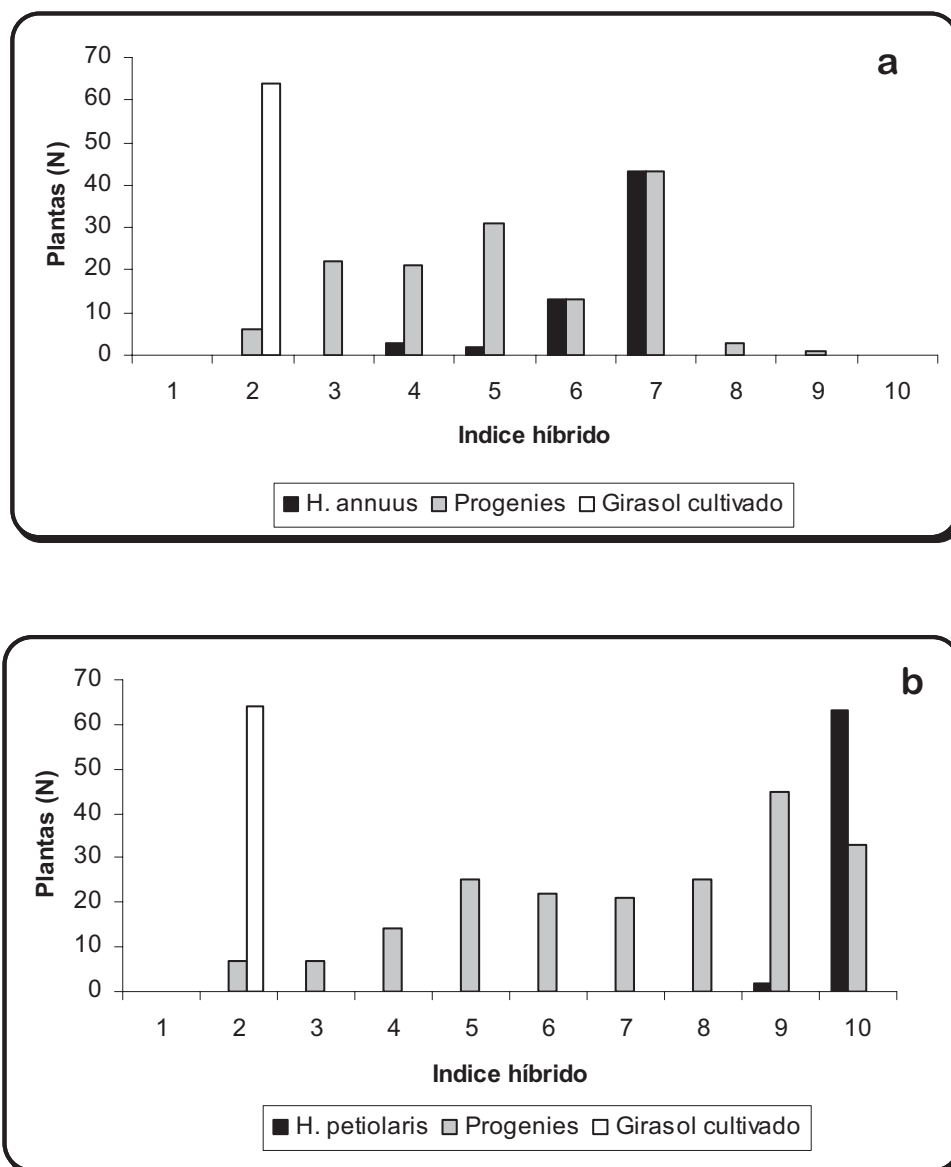 a
70
60
50
40
30
20
10
0
Plantas (N)
1 2 3 4 5 6 7 8 9 10
Indice híbrido
H. annuus Progenies Girasol cultivado
b
70
60
50
40
30
20
10
0
Plantas (N)
1 2 3 4 5 6 7 8 9 10
Indice híbrido
H. petiolaris Progenies Girasol cultivado